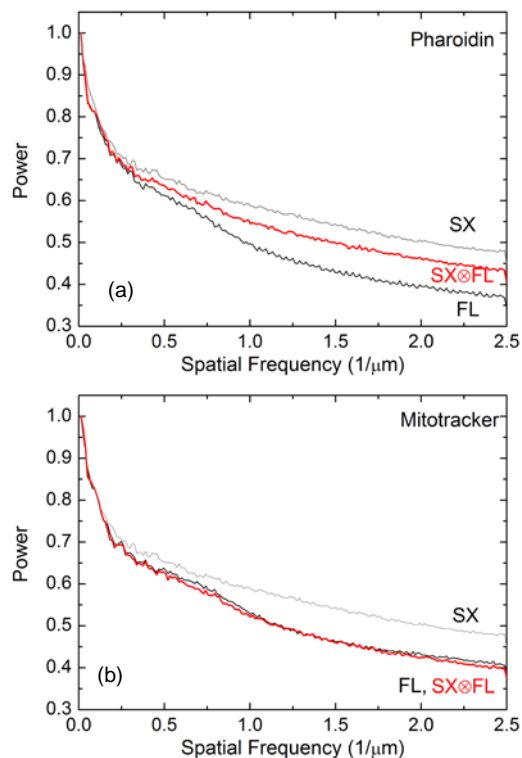 1.0
Pharoidin
0.9
0.8
0.7
Power
0.6
SX
0.5
SX⊗FL
0.4
(a)
FL
0.3
0.0 0.5 1.0 1.5 2.0 2.5
Spatial Frequency (1/μm)
1.0
Mitotracker
0.9
0.8
0.7
Power
0.6
SX
0.5
0.4
(b)
FL, SX⊗FL
0.3
0.0 0.5 1.0 1.5 2.0 2.5
Spatial Frequency (1/μm)